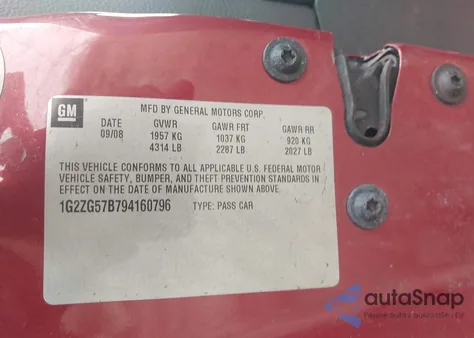 GM
MFD BY GENERAL MOTORS CORP.
DATE GVWR GAWR FRT GAWR RR
09/08 1957 KG 1037 KG 920 KG
4314 LB 2287 LB 2027 LB
THIS VEHICLE CONFORMS TO ALL APPLICABLE U.S. FEDERAL MOTOR
VEHICLE SAFETY, BUMPER, AND THEFT PREVENTION STANDARDS IN
EFFECT ON THE DATE OF MANUFACTURE SHOWN ABOVE.
1G2ZG57B794160796 TYPE: PASS CAR
autoSnap